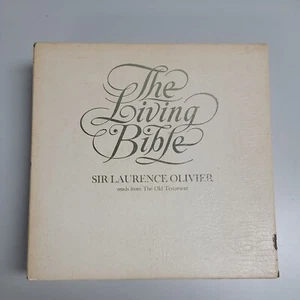 The
Living
Bible
SIR LAURENCE OLIVIER
reads from The Old Testament